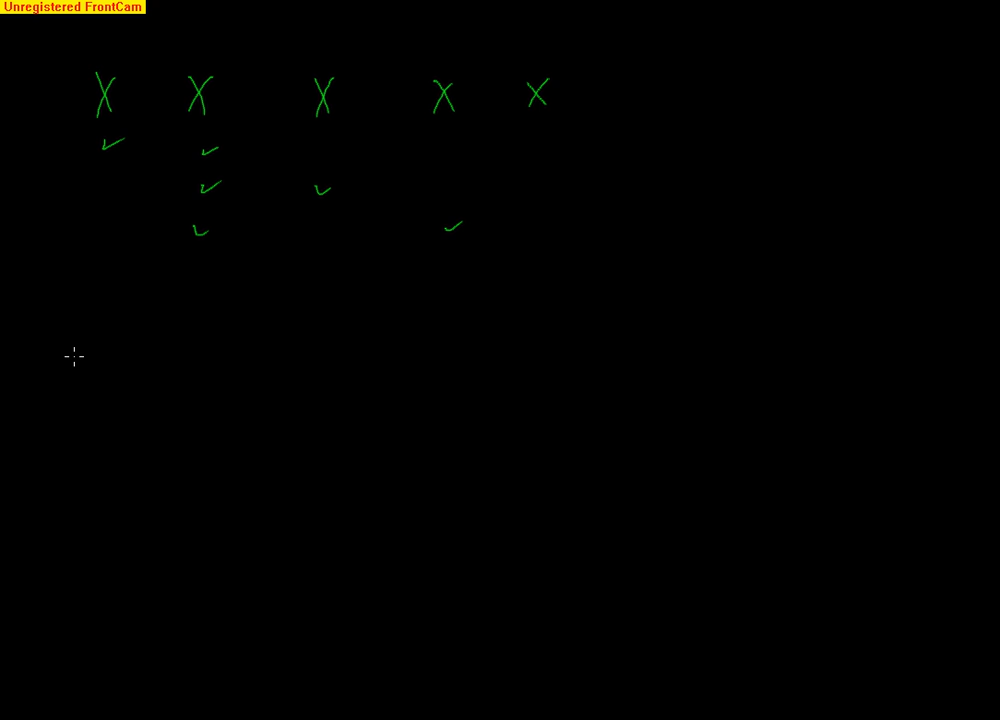 Unregistered FrontCam
X X X X X
✓ ✓
✓ ✓
✓ ✓